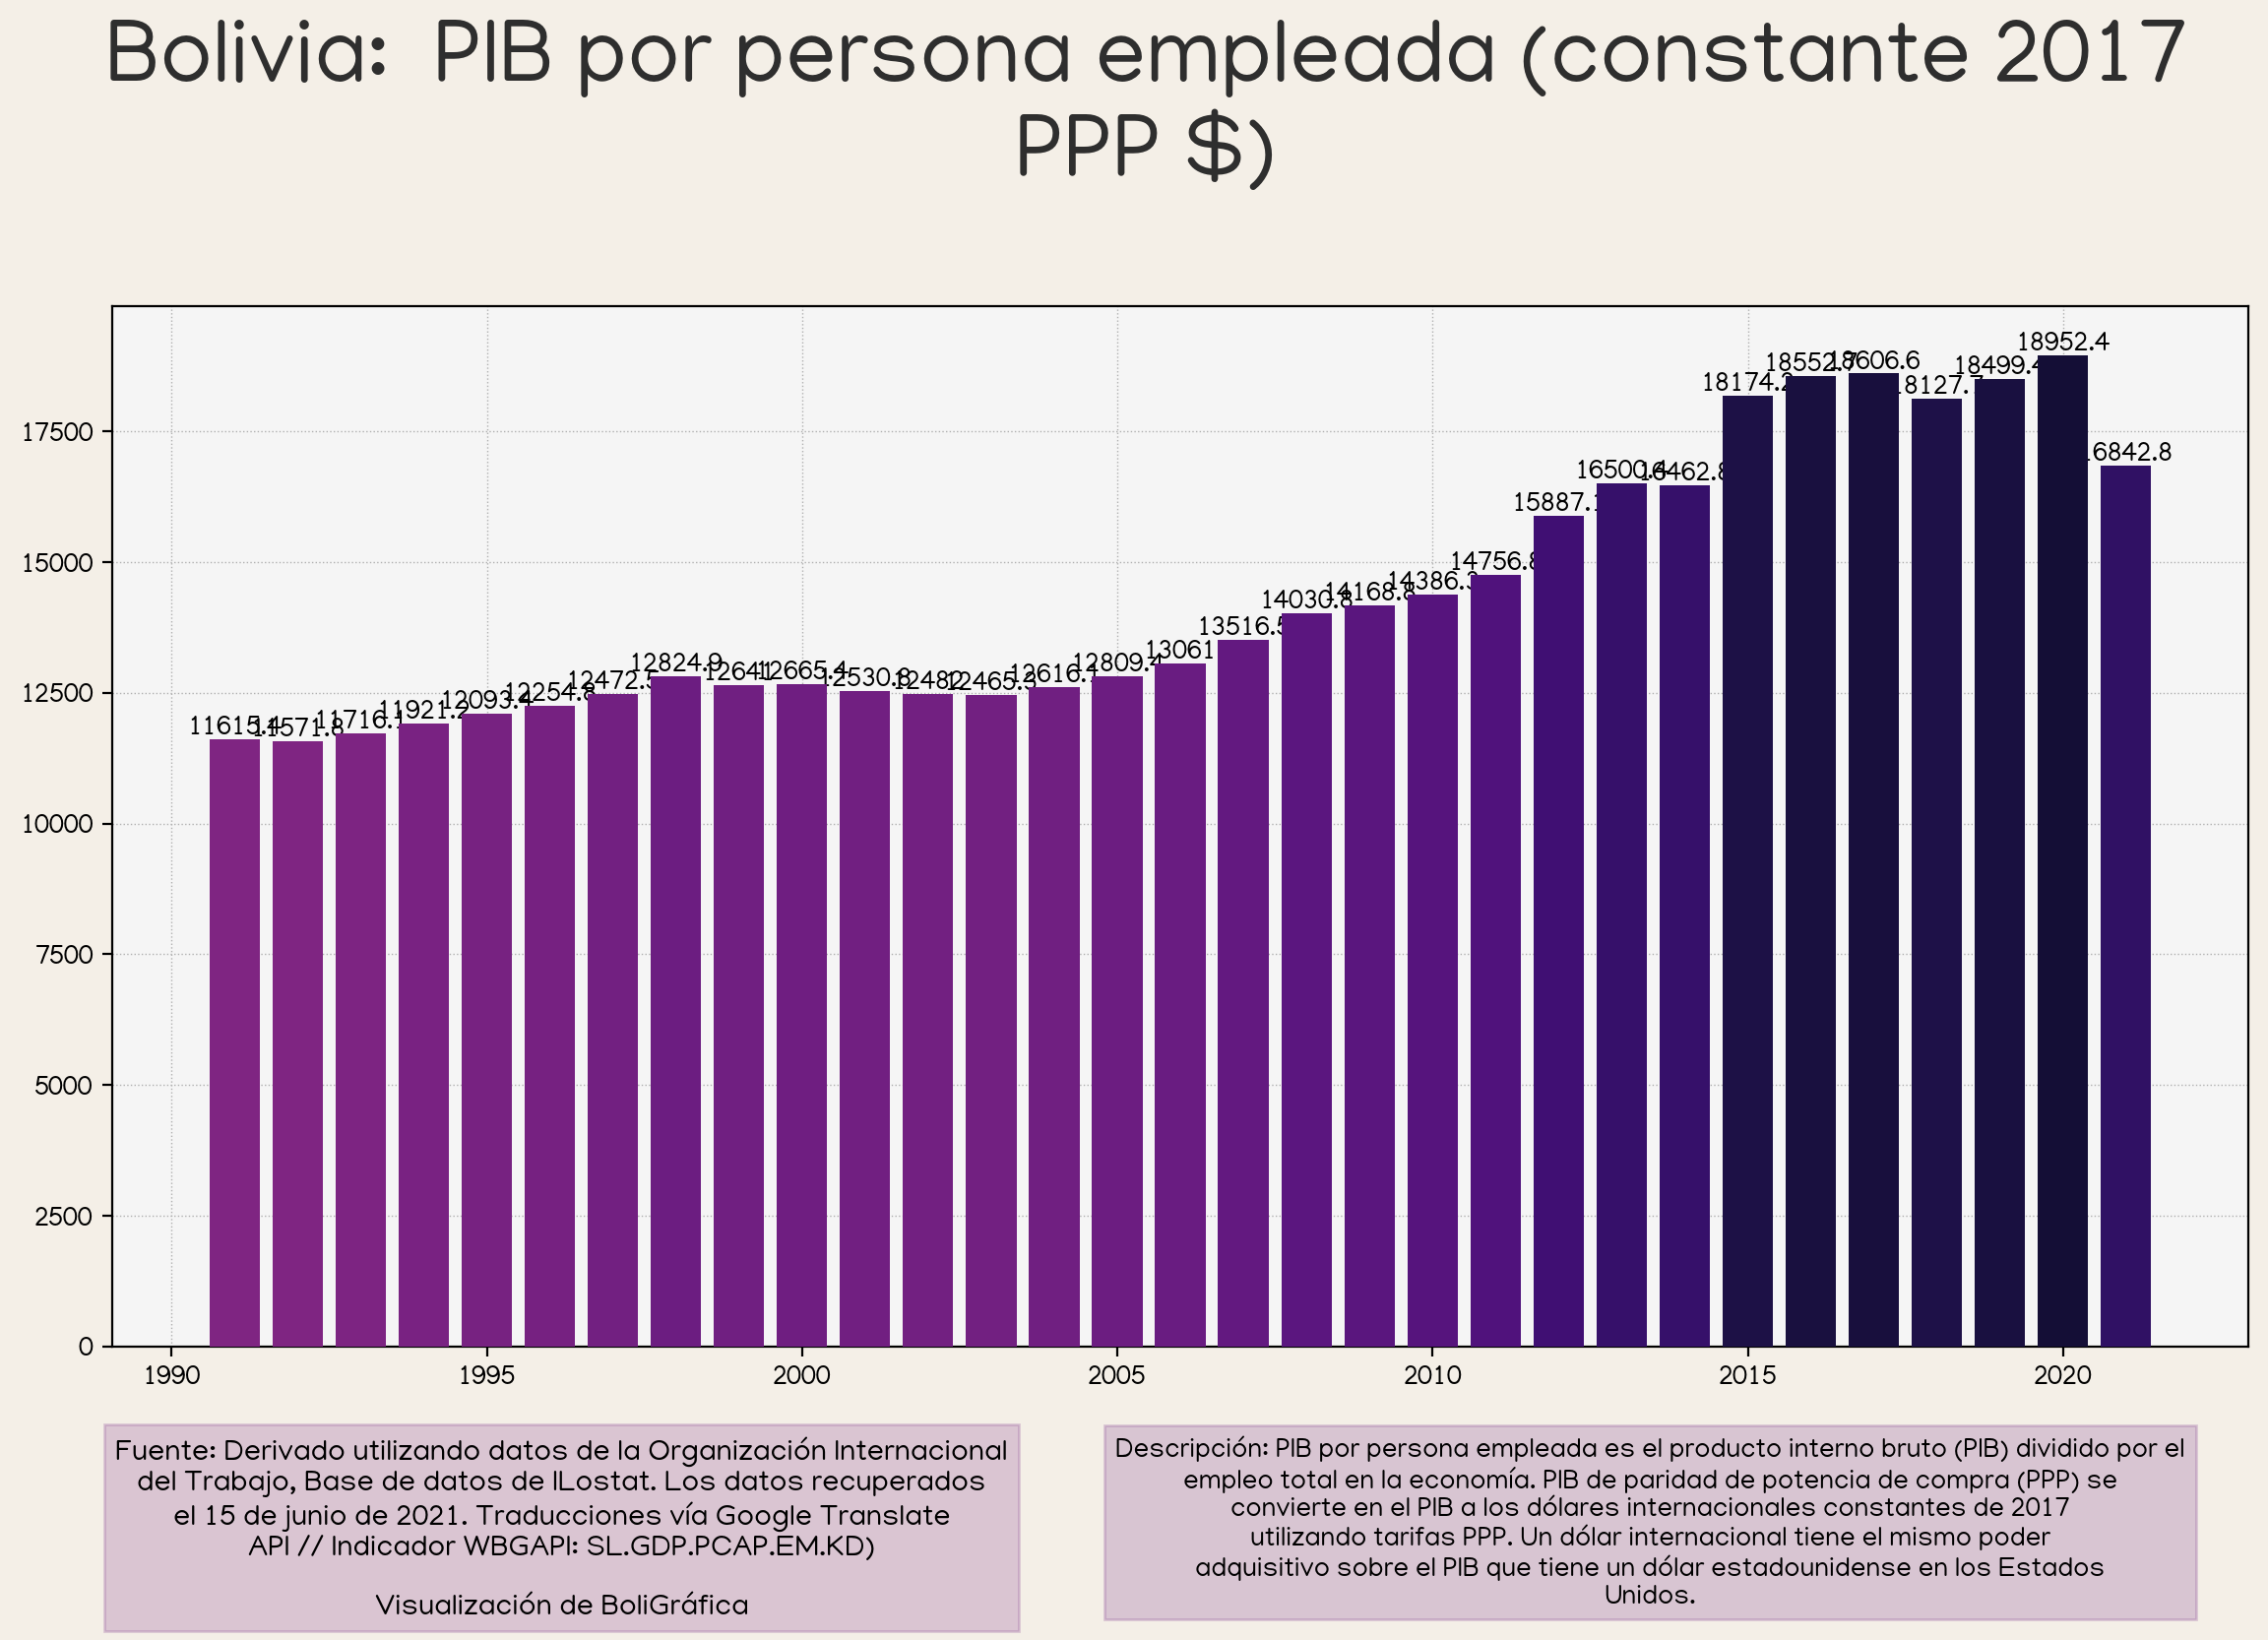 Bolivia: PIB por persona empleada (constante 2017
PPP $)
18952.4
18606.6
18552.7
18499.4
18174.2
18127.7
17500
16842.8
16500.4
16462.8
15887.1
15000
14756.8
14386.3
14168.8
14030.8
13516.5
13061
12824.9
12809.4
12665.4
12641
12616.1
12530.8
12500
12482
12472.5
12465.3
12254.8
12093.4
11921.2
11716.1
11615.4
11571.8
10000
7500
5000
2500
0
1990 1995 2000 2005 2010 2015 2020
Fuente: Derivado utilizando datos de la Organización Internacional
del Trabajo, Base de datos de ILostat. Los datos recuperados
el 15 de junio de 2021. Traducciones vía Google Translate
API // Indicador WBGAPI: SL.GDP.PCAP.EM.KD)
Visualización de BoliGráfica
Descripción: PIB por persona empleada es el producto interno bruto (PIB) dividido por el
empleo total en la economía. PIB de paridad de potencia de compra (PPP) se
convierte en el PIB a los dólares internacionales constantes de 2017
utilizando tarifas PPP. Un dólar internacional tiene el mismo poder
adquisitivo sobre el PIB que tiene un dólar estadounidense en los Estados
Unidos.